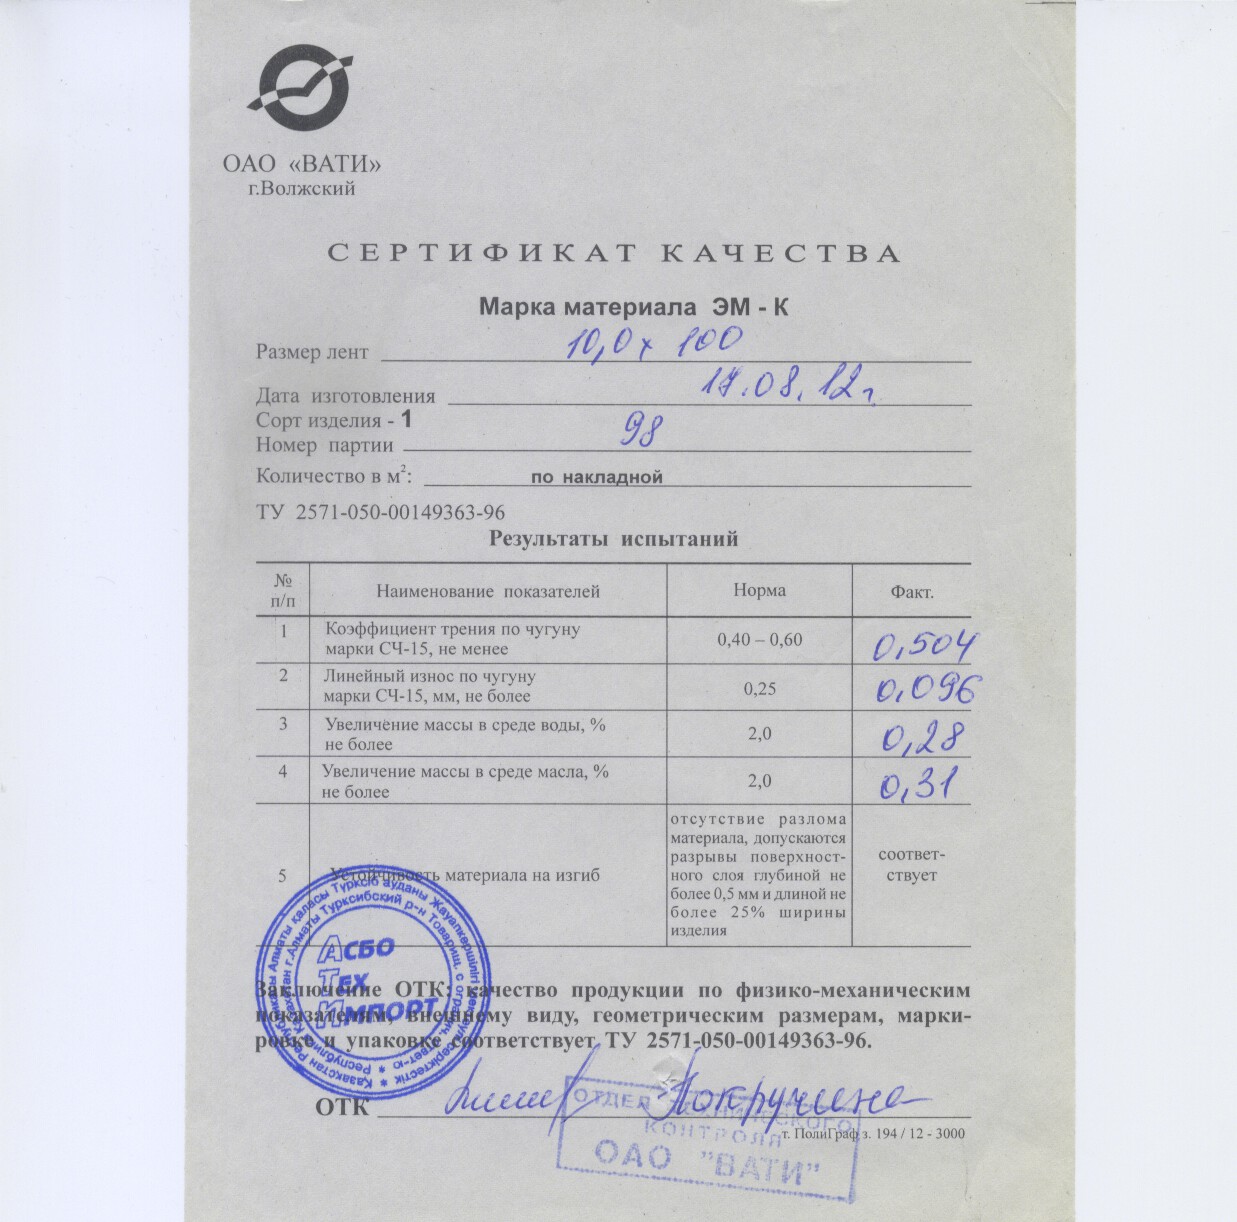 ОАО «ВАТИ»
г.Волжский
СЕРТИФИКАТ КАЧЕСТВА
Марка материала ЭМ - К
Размер лент 10,0 х 100
Дата изготовления 17.08.12г
Сорт изделия - 1
Номер партии 98
Количество в м²: по накладной
ТУ 2571-050-00149363-96
Результаты испытаний
№ п/п Наименование показателей Норма Факт.
1 Коэффициент трения по чугуну
марки СЧ-15, не менее 0,40 – 0,60 0,504
2 Линейный износ по чугуну
марки СЧ-15, мм, не более 0,25 0,096
3 Увеличение массы в среде воды, %
не более 2,0 0,28
4 Увеличение массы в среде масла, %
не более 2,0 0,31
5 Устойчивость материала на изгиб
отсутствие разлома
материала, допускаются
разрывы поверхност-
ного слоя глубиной не
более 0,5 мм и длиной не
более 25% ширины
изделия
соответ-
ствует
Асбо
Тех
Импорт
Заключение ОТК: качество продукции по физико-механическим
показателям, внешнему виду, геометрическим размерам, марки-
ровке и упаковке соответствует ТУ 2571-050-00149363-96.
ОТК
ОТДЕЛ ТЕХНИЧЕСКОГО
КОНТРОЛЯ
ОАО "ВАТИ"
т. ПолиГраф з. 194 / 12 - 3000